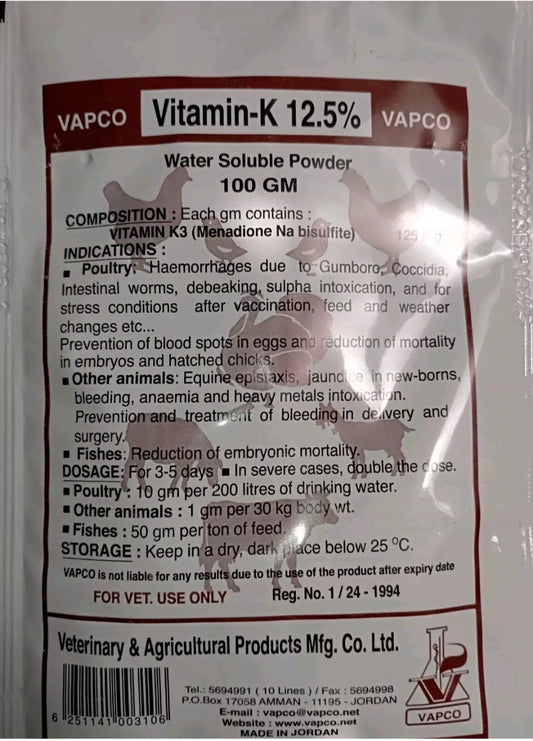 VAPCO Vitamin-K 12.5% VAPCO
Water Soluble Powder
100 GM
COMPOSITION : Each gm contains :
VITAMIN K3 (Menadione Na bisulfite) 125 g
INDICATIONS :
▪ Poultry: Haemorrhages due to Gumboro, Coccidia,
Intestinal worms, debeaking, sulpha intoxication, and for
stress conditions after vaccination, feed and weather
changes etc...
Prevention of blood spots in eggs and reduction of mortality
in embryos and hatched chicks.
▪ Other animals: Equine epistaxis, jaundice in new-borns,
bleeding, anaemia and heavy metals intoxication.
Prevention and treatment of bleeding in delivery and
surgery.
▪ Fishes: Reduction of embryonic mortality.
DOSAGE: For 3-5 days ▪ In severe cases, double the dose.
▪ Poultry : 10 gm per 200 litres of drinking water.
▪ Other animals : 1 gm per 30 kg body wt.
▪ Fishes : 50 gm per ton of feed.
STORAGE : Keep in a dry, dark place below 25 °C.
VAPCO is not liable for any results due to the use of the product after expiry date
FOR VET. USE ONLY Reg. No. 1 / 24 - 1994
Veterinary & Agricultural Products Mfg. Co. Ltd.
Tel.: 5694991 ( 10 Lines ) / Fax : 5694998
P.O.Box 17058 AMMAN - 11195 - JORDAN
E-mail : vapco@vapco.net
Website : www.vapco.net
MADE IN JORDAN
6 251141 003106
VAPCO